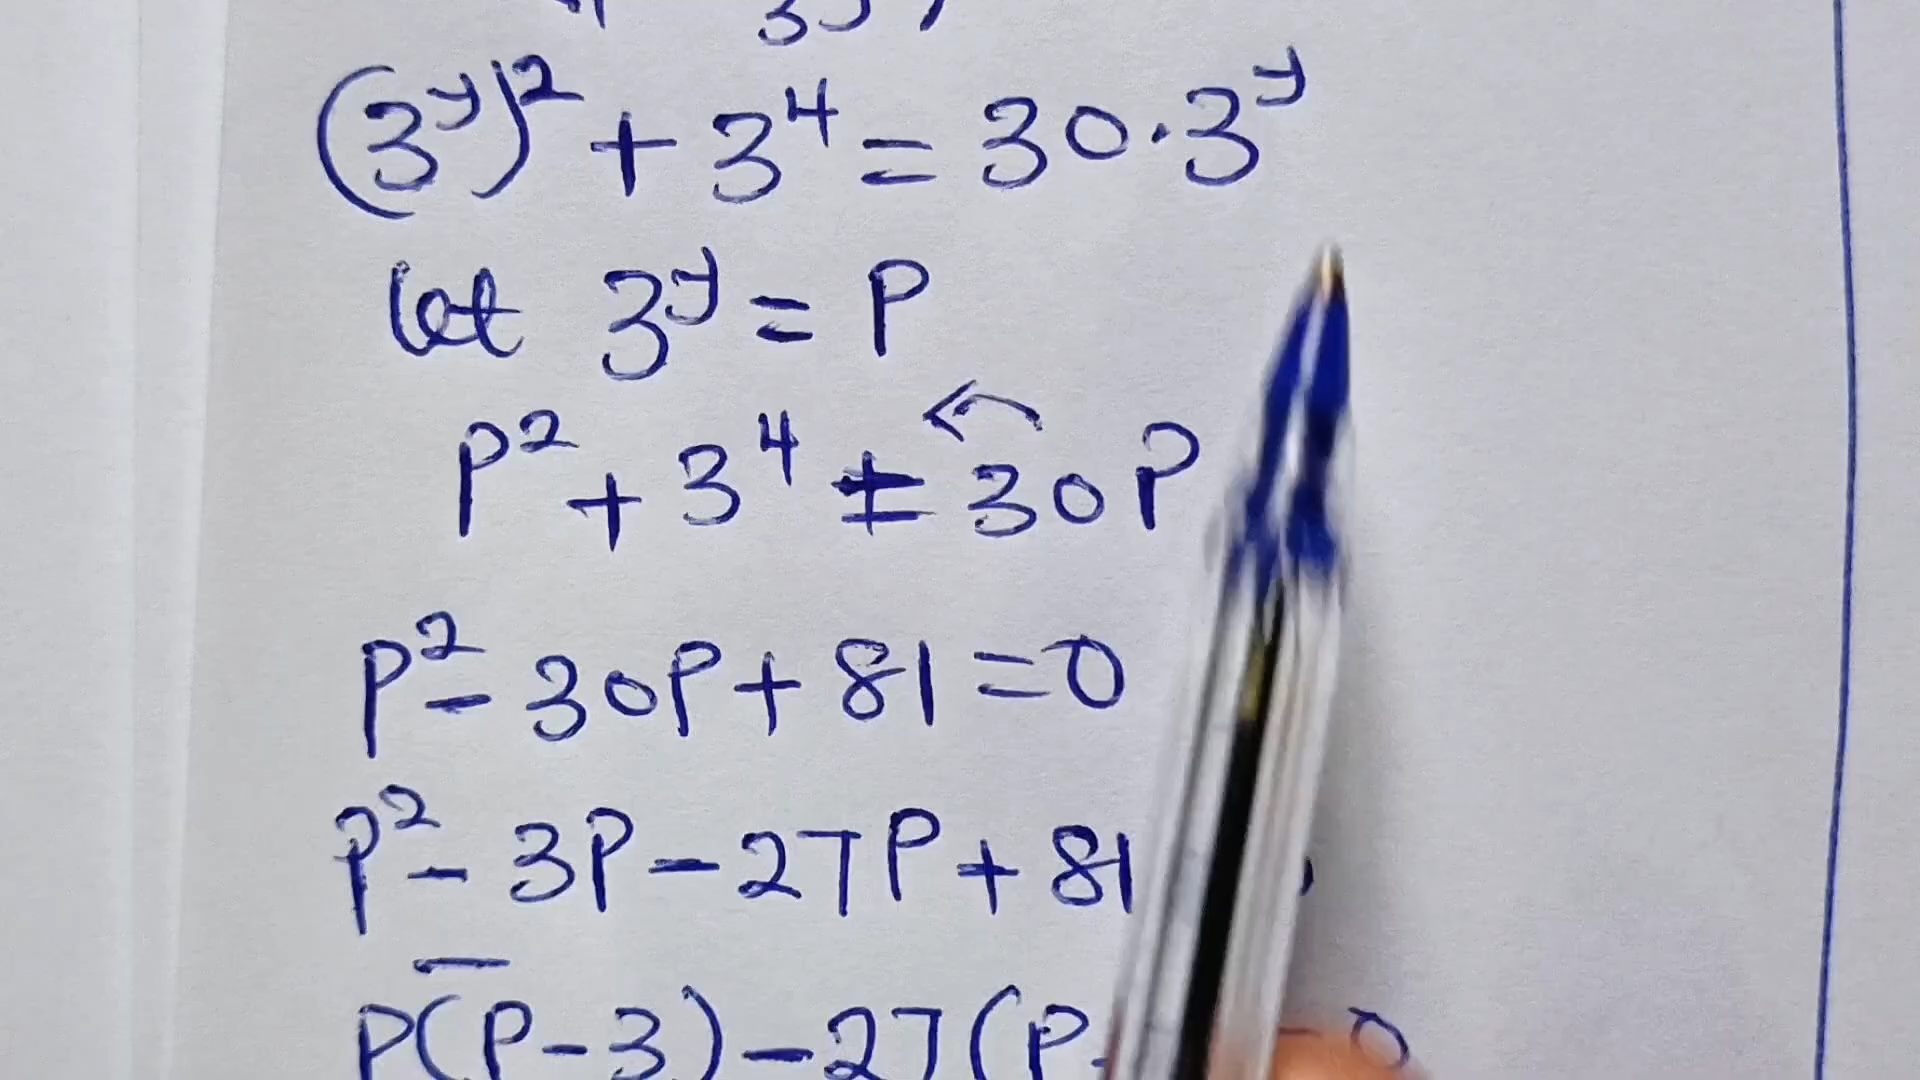 (3^y)^2 + 3^4 = 30·3^y
let 3^y = P
P^2 + 3^4 = 30P
P^2 - 30P + 81 = 0
P^2 - 3P - 27P + 81
P(P-3) - 27(P- 0